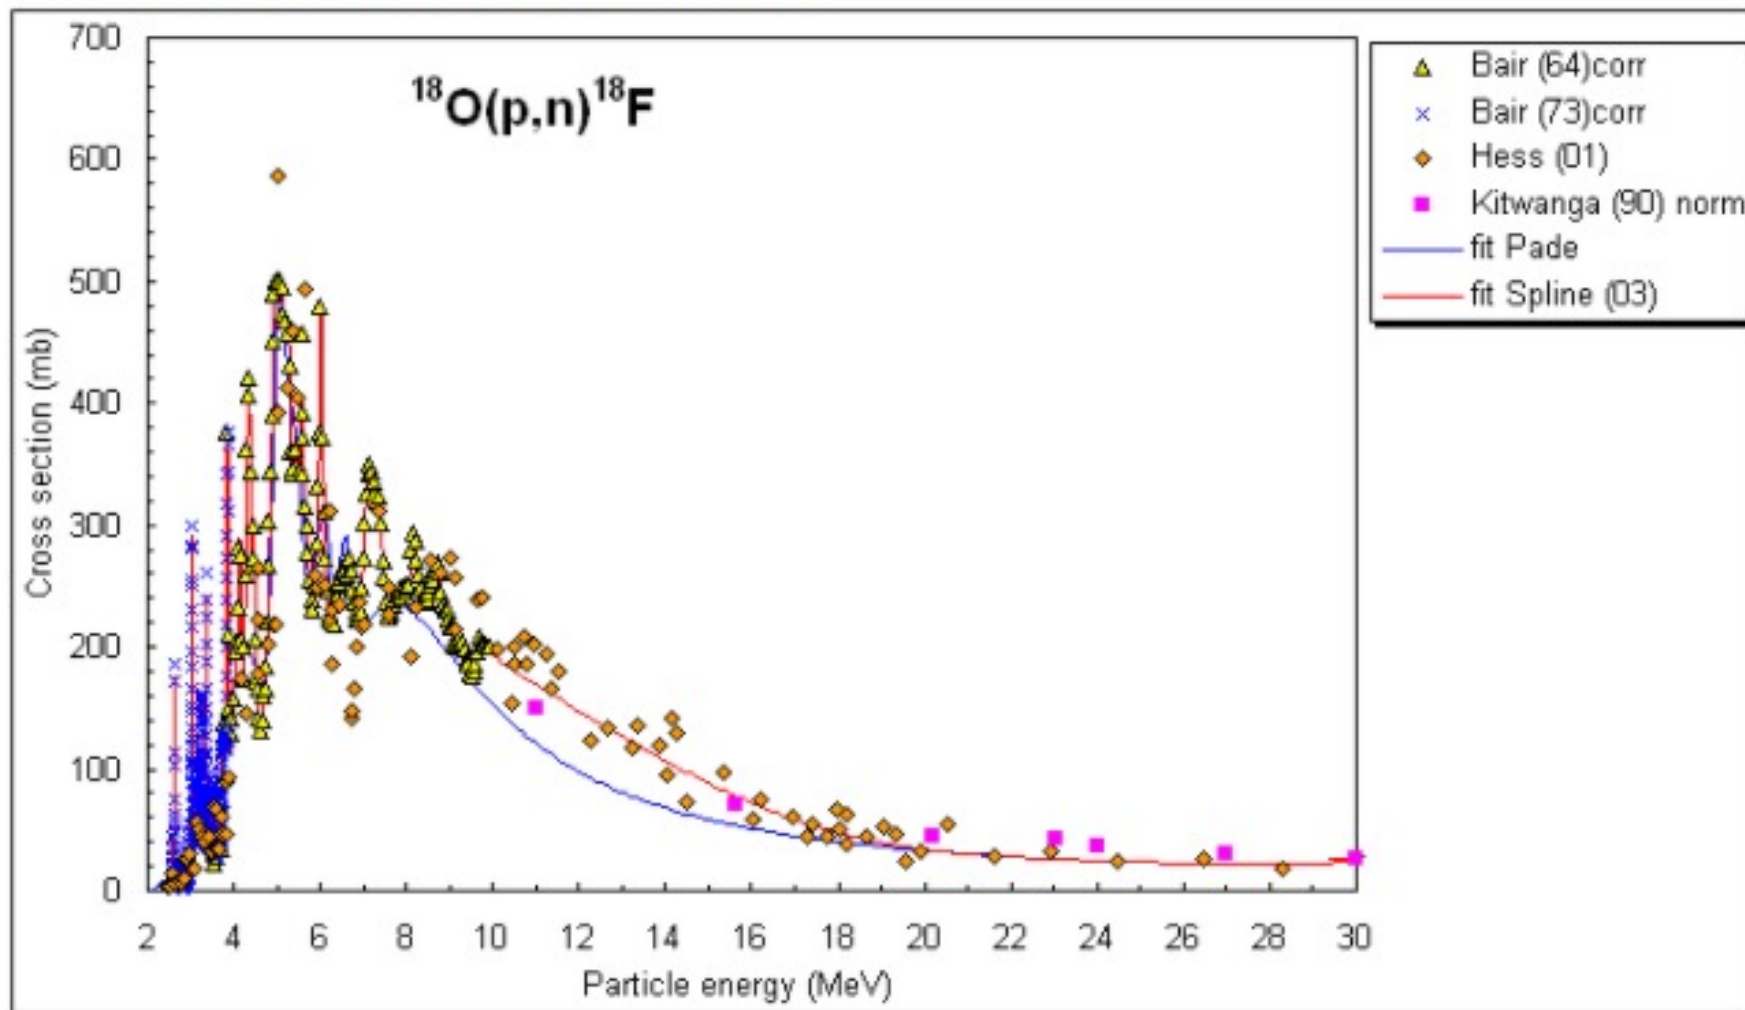 700
600
500
400
300
200
100
0
Cross section (mb)
¹⁸O(p,n)¹⁸F
2 4 6 8 10 12 14 16 18 20 22 24 26 28 30
Particle energy (MeV)
Bair (64)corr
Bair (73)corr
Hess (01)
Kitwanga (90) norm
fit Pade
fit Spline (03)